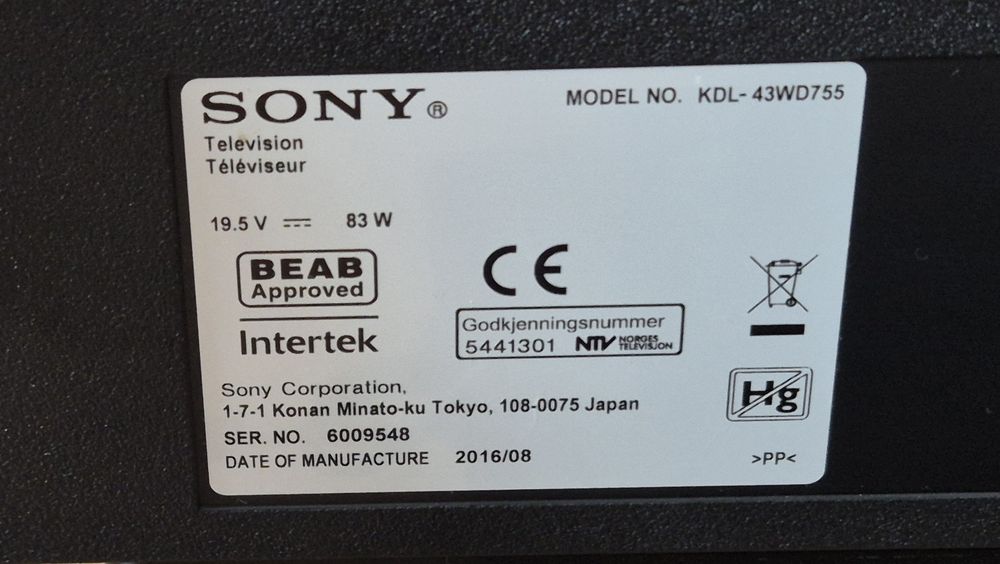 SONY®
MODEL NO. KDL-43WD755
Television
Téléviseur
19.5 V 83 W
BEAB
Approved
Intertek
CE
Godkjenningsnummer
5441301 NTV NORGES TELEVISJON
Hg
Sony Corporation,
1-7-1 Konan Minato-ku Tokyo, 108-0075 Japan
SER. NO. 6009548
DATE OF MANUFACTURE 2016/08
>PP<